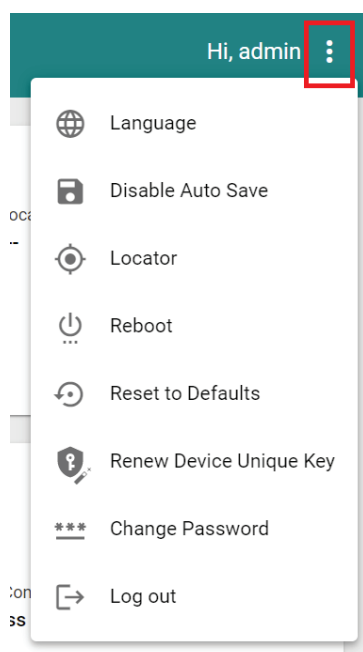 Hi, admin
Language
Disable Auto Save
Locator
Reboot
Reset to Defaults
Renew Device Unique Key
Change Password
Log out